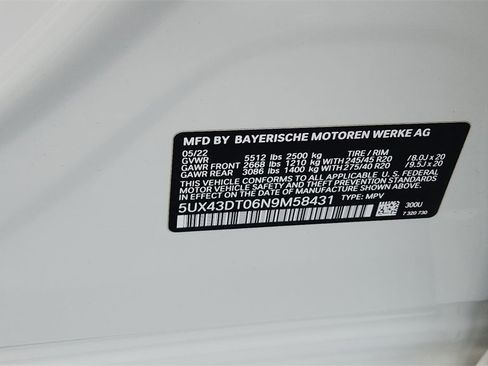 MFD BY BAYERISCHE MOTOREN WERKE AG
05/22 TIRE / RIM
GVWR 5512 lbs 2500 kg
GAWR FRONT 2668 lbs 1210 kg WITH 245/45 R20 /8.0J x 20
GAWR REAR 3086 lbs 1400 kg WITH 275/40 R20 /9.5J x 20
THIS VEHICLE CONFORMS TO ALL APPLICABLE U.S. FEDERAL
MOTOR VEHICLE SAFETY AND THEFT PREVENTION STANDARDS
IN EFFECT ON THE DATE OF MANUFACTURE SHOWN ABOVE.
5UX43DT06N9M58431 TYPE: MPV 300U
7 320 730